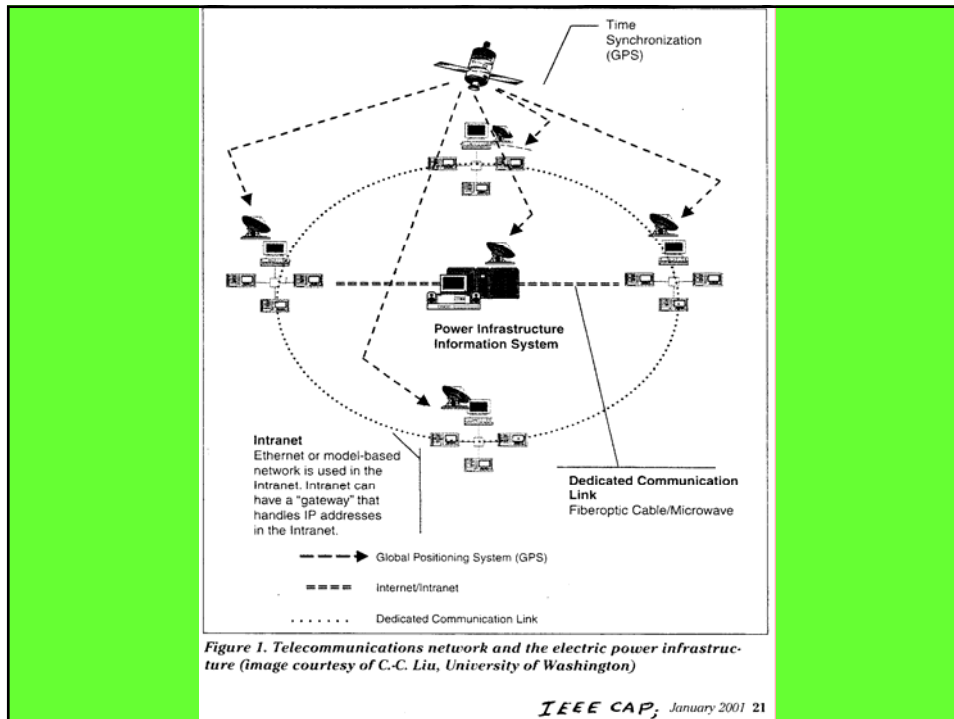 Time
Synchronization
(GPS)
Power Infrastructure
Information System
Intranet
Ethernet or model-based
network is used in the
Intranet. Intranet can
have a "gateway" that
handles IP addresses
in the Intranet.
Dedicated Communication
Link
Fiberoptic Cable/Microwave
Global Positioning System (GPS)
Internet/Intranet
Dedicated Communication Link
Figure 1. Telecommunications network and the electric power infrastruc-
ture (image courtesy of C.-C. Liu, University of Washington)
IEEE CAP; January 2001 21